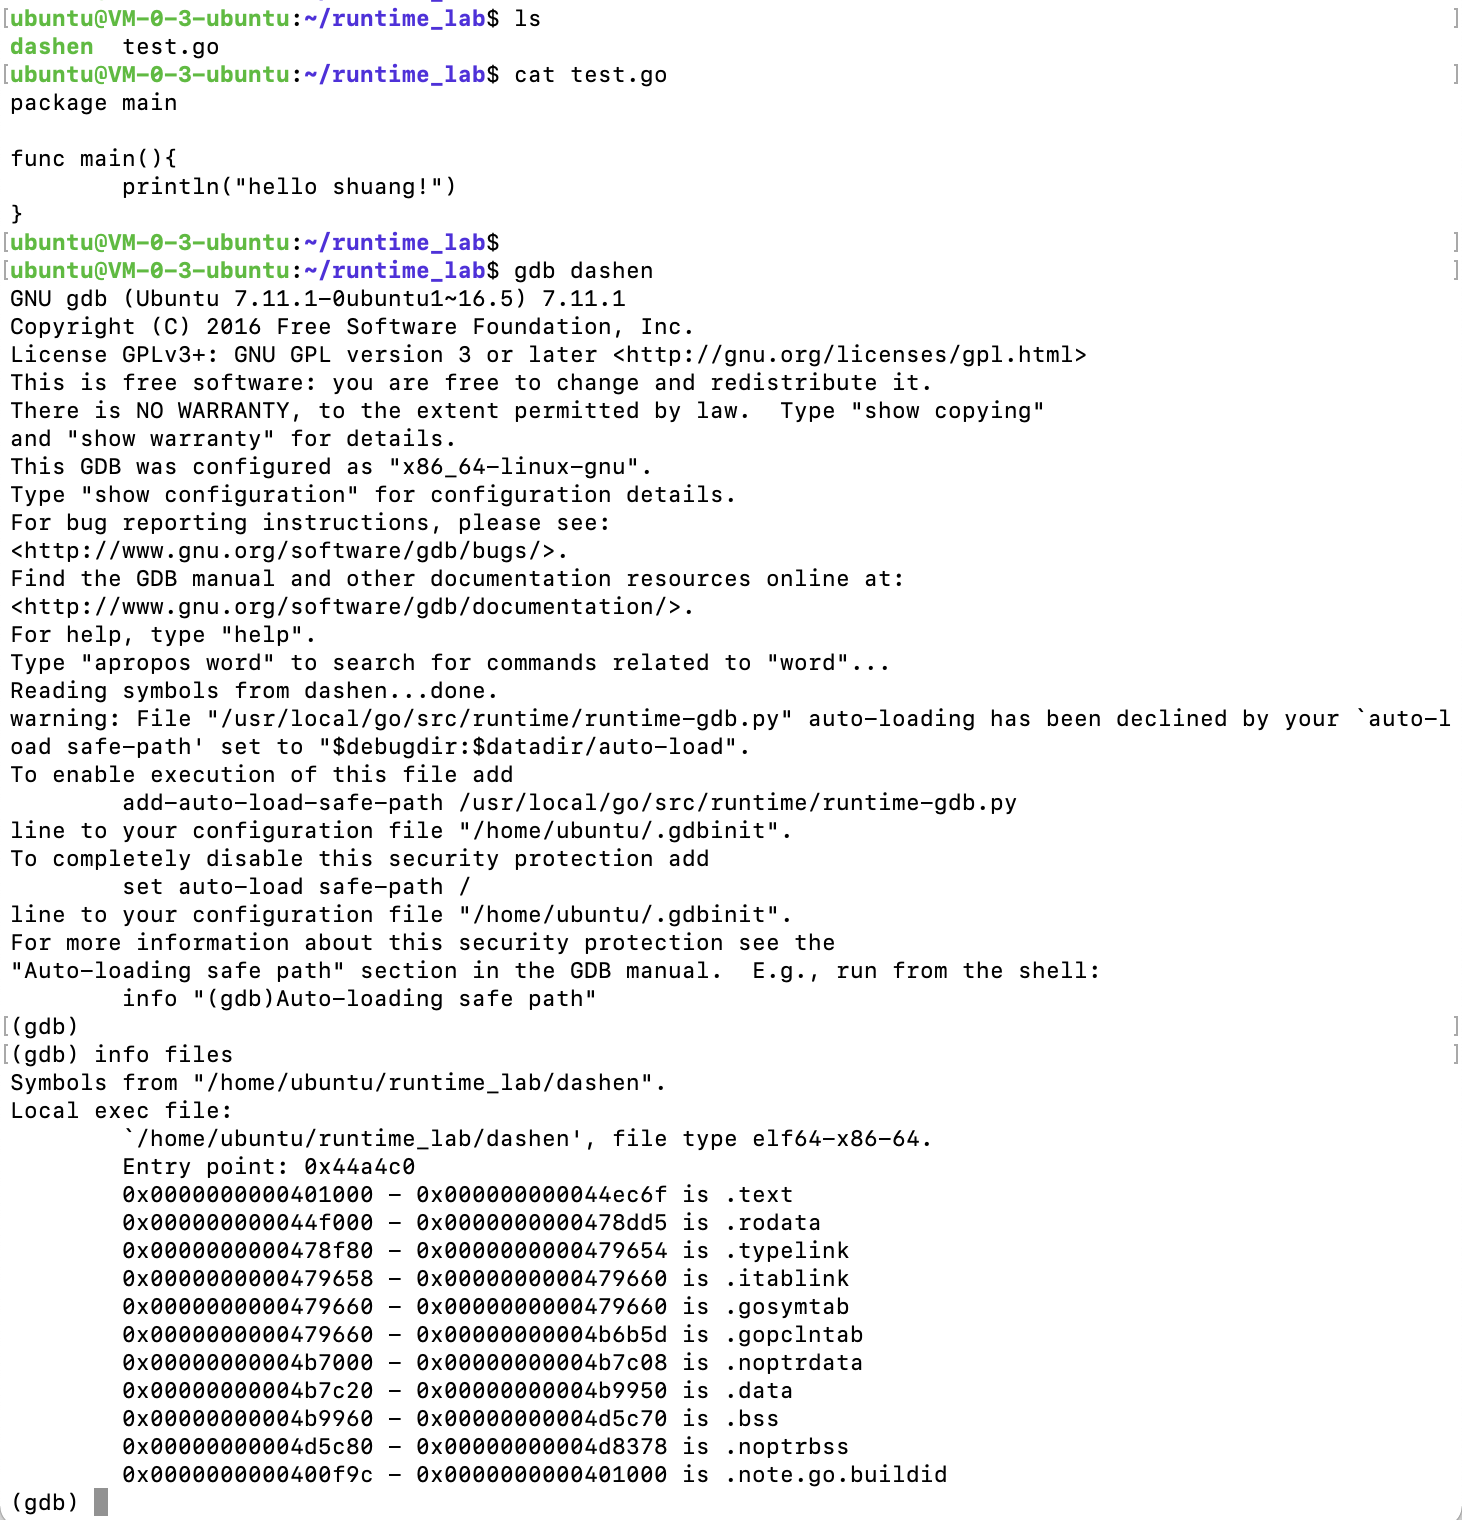 [ubuntu@VM-0-3-ubuntu:~/runtime_lab$ ls ]
dashen  test.go
[ubuntu@VM-0-3-ubuntu:~/runtime_lab$ cat test.go ]
package main

func main(){
        println("hello shuang!")
}
[ubuntu@VM-0-3-ubuntu:~/runtime_lab$ ]
[ubuntu@VM-0-3-ubuntu:~/runtime_lab$ gdb dashen ]
GNU gdb (Ubuntu 7.11.1-0ubuntu1~16.5) 7.11.1
Copyright (C) 2016 Free Software Foundation, Inc.
License GPLv3+: GNU GPL version 3 or later <http://gnu.org/licenses/gpl.html>
This is free software: you are free to change and redistribute it.
There is NO WARRANTY, to the extent permitted by law.  Type "show copying"
and "show warranty" for details.
This GDB was configured as "x86_64-linux-gnu".
Type "show configuration" for configuration details.
For bug reporting instructions, please see:
<http://www.gnu.org/software/gdb/bugs/>.
Find the GDB manual and other documentation resources online at:
<http://www.gnu.org/software/gdb/documentation/>.
For help, type "help".
Type "apropos word" to search for commands related to "word"...
Reading symbols from dashen...done.
warning: File "/usr/local/go/src/runtime/runtime-gdb.py" auto-loading has been declined by your `auto-l
oad safe-path' set to "$debugdir:$datadir/auto-load".
To enable execution of this file add
        add-auto-load-safe-path /usr/local/go/src/runtime/runtime-gdb.py
line to your configuration file "/home/ubuntu/.gdbinit".
To completely disable this security protection add
        set auto-load safe-path /
line to your configuration file "/home/ubuntu/.gdbinit".
For more information about this security protection see the
"Auto-loading safe path" section in the GDB manual.  E.g., run from the shell:
        info "(gdb)Auto-loading safe path"
[(gdb) ]
[(gdb) info files ]
Symbols from "/home/ubuntu/runtime_lab/dashen".
Local exec file:
        `/home/ubuntu/runtime_lab/dashen', file type elf64-x86-64.
        Entry point: 0x44a4c0
        0x0000000000401000 - 0x000000000044ec6f is .text
        0x000000000044f000 - 0x0000000000478dd5 is .rodata
        0x0000000000478f80 - 0x0000000000479654 is .typelink
        0x0000000000479658 - 0x0000000000479660 is .itablink
        0x0000000000479660 - 0x0000000000479660 is .gosymtab
        0x0000000000479660 - 0x00000000004b6b5d is .gopclntab
        0x00000000004b7000 - 0x00000000004b7c08 is .noptrdata
        0x00000000004b7c20 - 0x00000000004b9950 is .data
        0x00000000004b9960 - 0x00000000004d5c70 is .bss
        0x00000000004d5c80 - 0x00000000004d8378 is .noptrbss
        0x0000000000400f9c - 0x0000000000401000 is .note.go.buildid
(gdb)